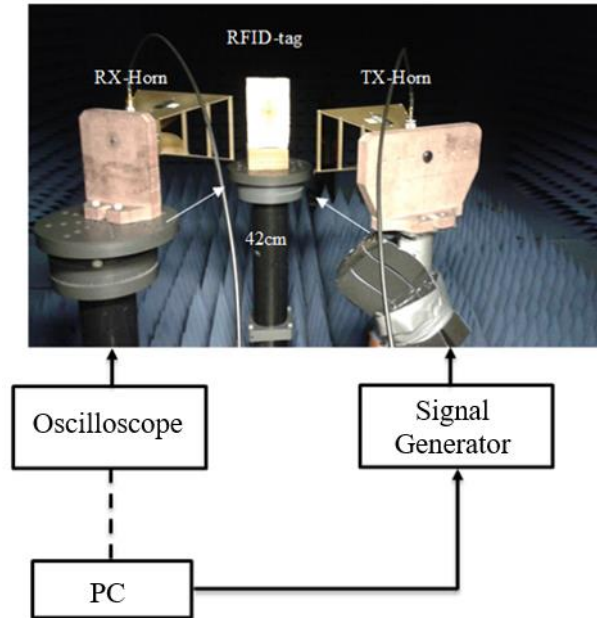 RFID-tag
RX-Horn
TX-Horn
42cm
Oscilloscope
Signal
Generator
PC